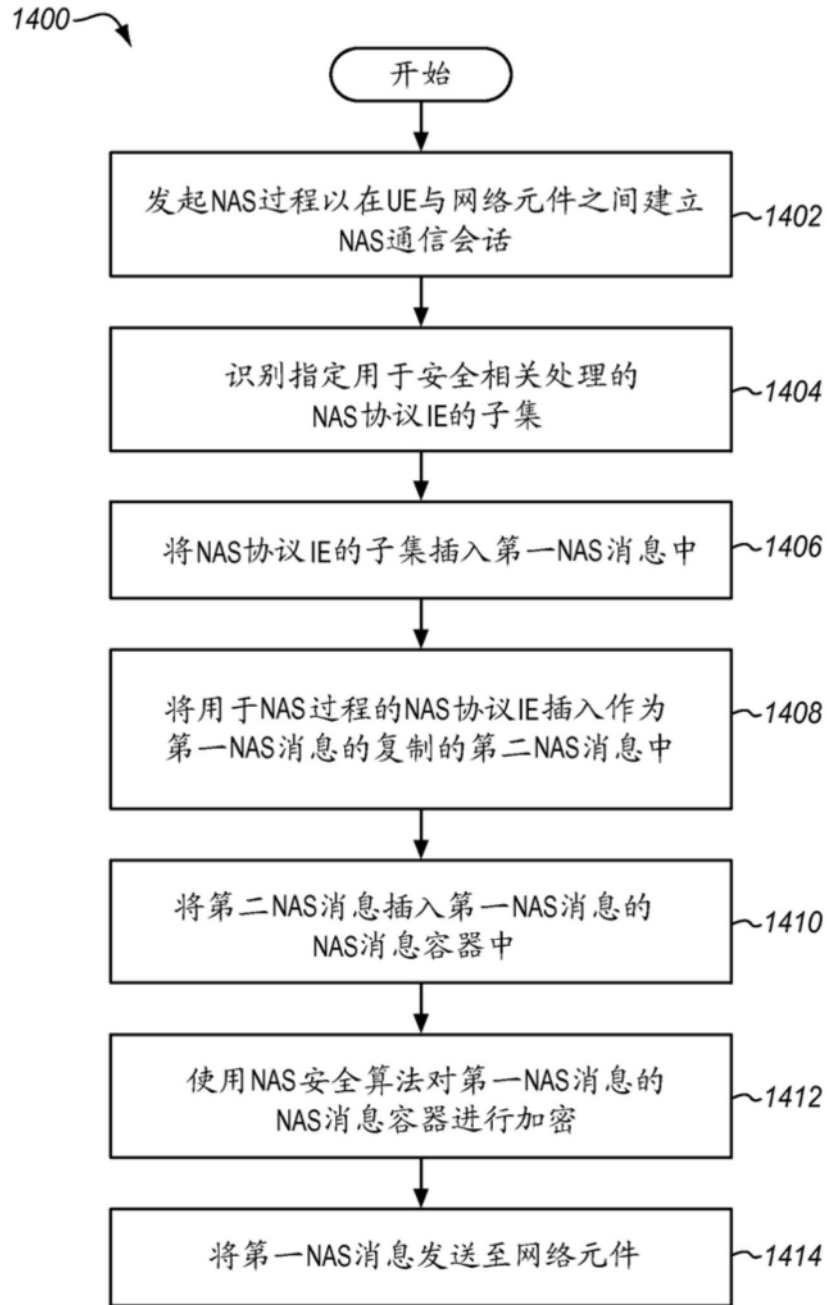 1400
开始
发起NAS过程以在UE与网络元件之间建立
NAS通信会话
1402
识别指定用于安全相关处理的
NAS协议IE的子集
1404
将NAS协议IE的子集插入第一NAS消息中
1406
将用于NAS过程的NAS协议IE插入作为
第一NAS消息的复制的第二NAS消息中
1408
将第二NAS消息插入第一NAS消息的
NAS消息容器中
1410
使用NAS安全算法对第一NAS消息的
NAS消息容器进行加密
1412
将第一NAS消息发送至网络元件
1414